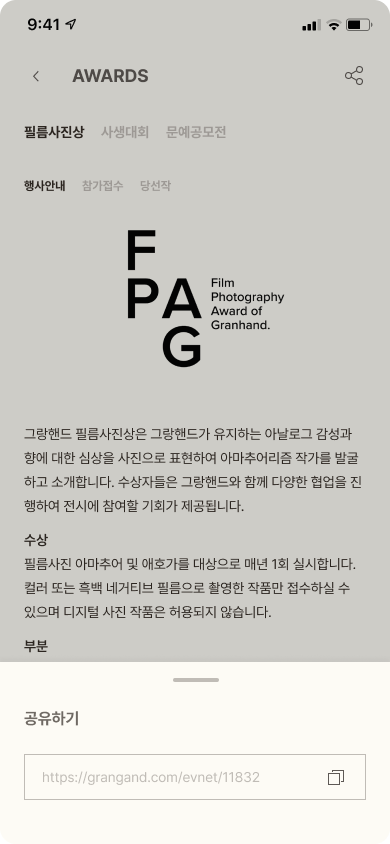 9:41
AWARDS
필름사진상 사생대회 문예공모전
행사안내 참가접수 당선작
F
PA
G
Film
Photography
Award of
Granhand.
그랑핸드 필름사진상은 그랑핸드가 유지하는 아날로그 감성과
향에 대한 심상을 사진으로 표현하여 아마추어리즘 작가를 발굴
하고 소개합니다. 수상자들은 그랑핸드와 함께 다양한 협업을 진
행하여 전시에 참여할 기회가 제공됩니다.
수상
필름사진 아마추어 및 애호가를 대상으로 매년 1회 실시합니다.
컬러 또는 흑백 네거티브 필름으로 촬영한 작품만 접수하실 수
있으며 디지털 사진 작품은 허용되지 않습니다.
부분
공유하기
https://grangand.com/evnet/11832